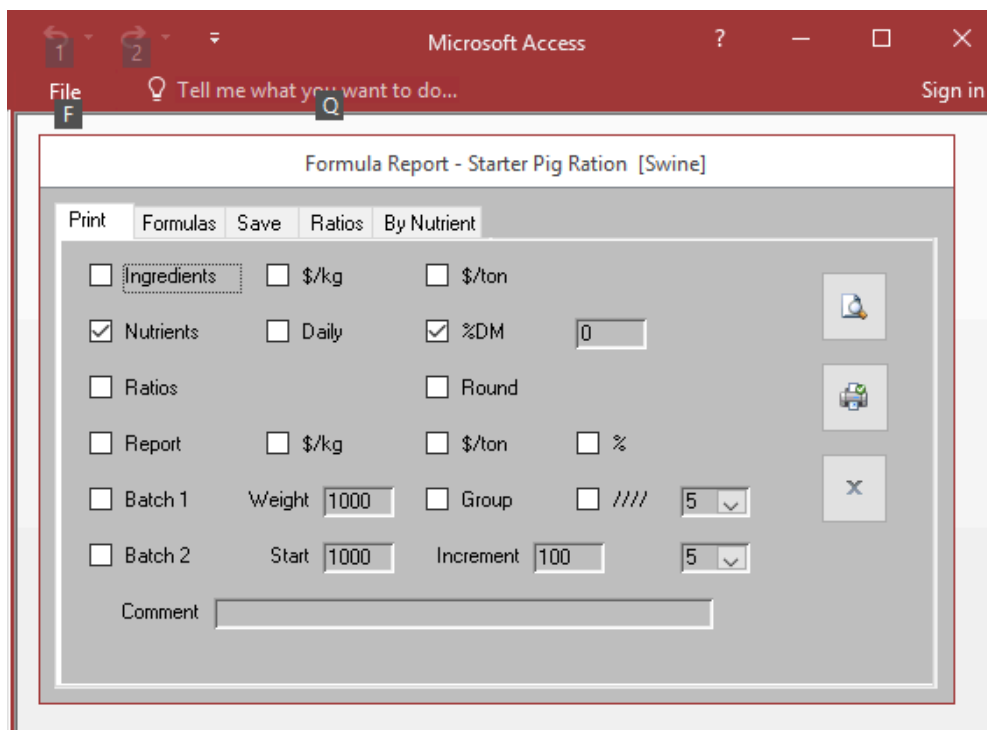 1 2 Microsoft Access ?
File Tell me what you want to do... Sign in
F Q
Formula Report - Starter Pig Ration [Swine]
Print Formulas Save Ratios By Nutrient
Ingredients $/kg $/ton
Nutrients Daily %DM 0
Ratios Round
Report $/kg $/ton %
Batch 1 Weight 1000 Group //// 5
Batch 2 Start 1000 Increment 100 5
Comment